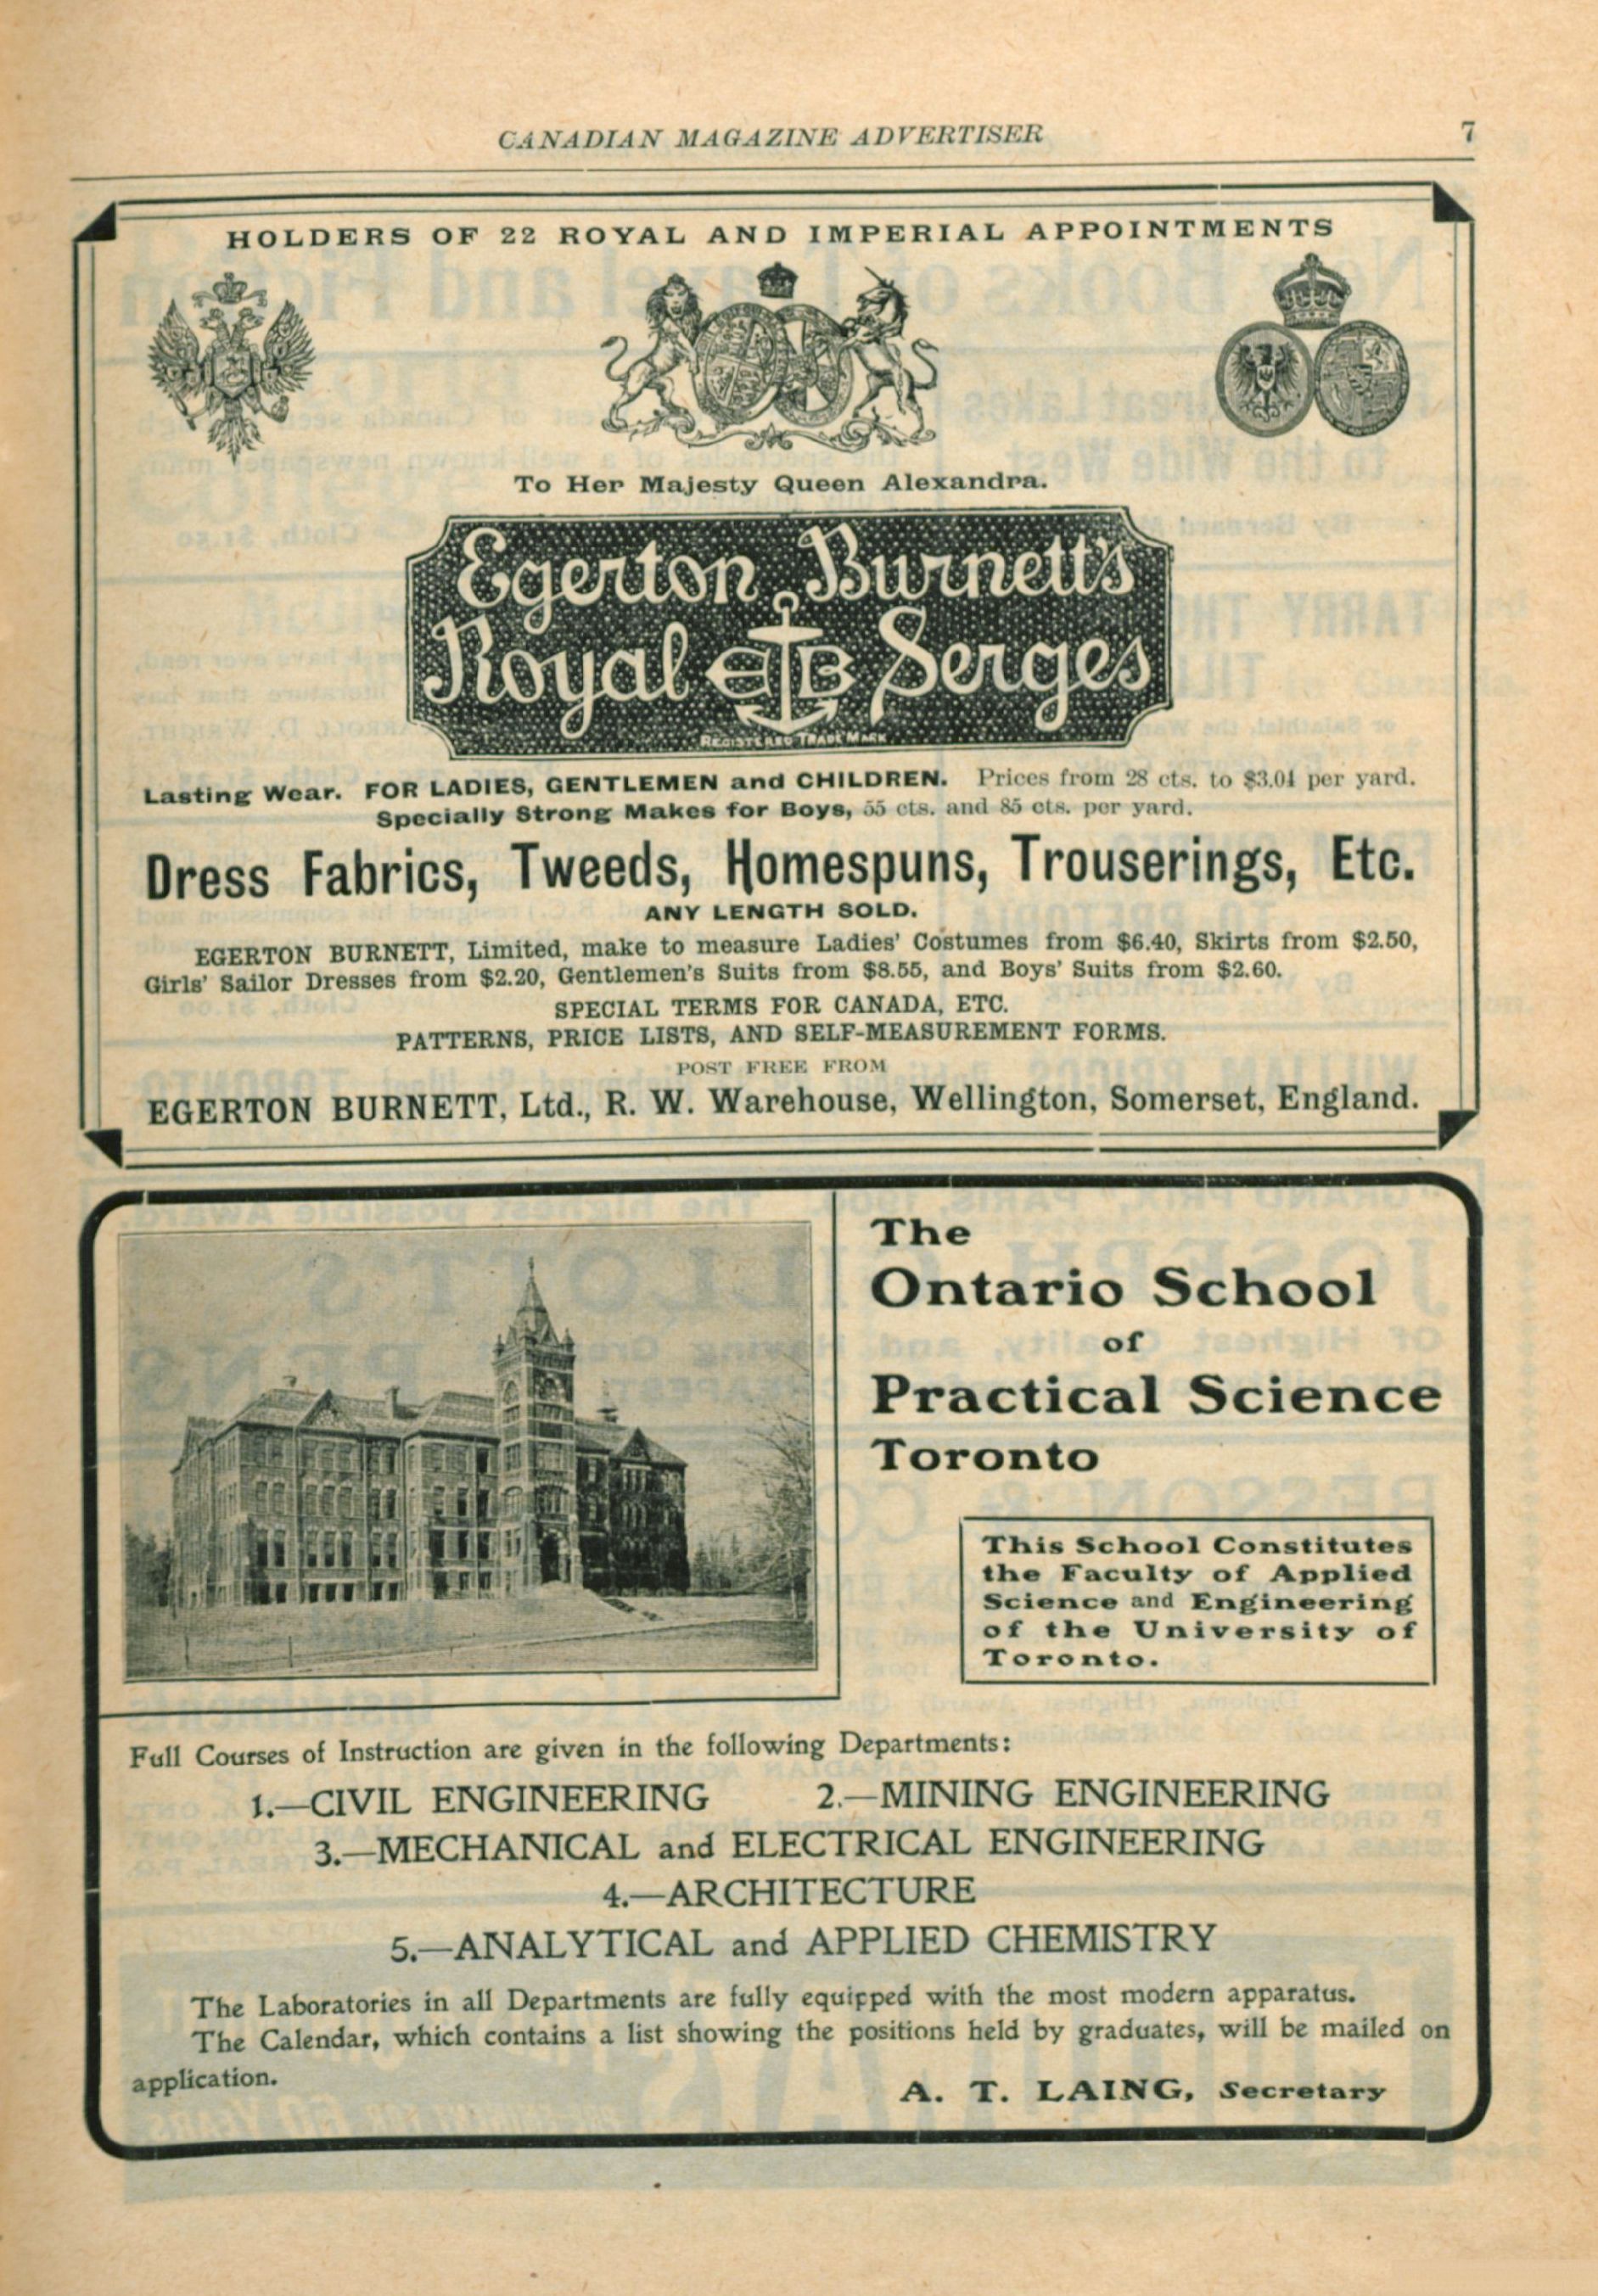 CANADIAN MAGAZINE ADVERTISER 7
HOLDERS OF 22 ROYAL AND IMPERIAL APPOINTMENTS
To Her Majesty Queen Alexandra.
Egerton Burnett's
Royal EB Serges
REGISTERED TRADE MARK
Lasting Wear. FOR LADIES, GENTLEMEN and CHILDREN. Prices from 28 cts. to $3.04 per yard.
Specially Strong Makes for Boys, 55 cts. and 85 cts. per yard.
Dress Fabrics, Tweeds, Homespuns, Trouserings, Etc.
ANY LENGTH SOLD.
EGERTON BURNETT, Limited, make to measure Ladies' Costumes from $6.40, Skirts from $2.50,
Girls' Sailor Dresses from $2.20, Gentlemen's Suits from $8.55, and Boys' Suits from $2.60.
SPECIAL TERMS FOR CANADA, ETC.
PATTERNS, PRICE LISTS, AND SELF-MEASUREMENT FORMS.
POST FREE FROM
EGERTON BURNETT, Ltd., R. W. Warehouse, Wellington, Somerset, England.
The
Ontario School
of
Practical Science
Toronto
This School Constitutes
the Faculty of Applied
Science and Engineering
of the University of
Toronto.
Full Courses of Instruction are given in the following Departments:
1.—CIVIL ENGINEERING 2.—MINING ENGINEERING
3.—MECHANICAL and ELECTRICAL ENGINEERING
4.—ARCHITECTURE
5.—ANALYTICAL and APPLIED CHEMISTRY
The Laboratories in all Departments are fully equipped with the most modern apparatus.
The Calendar, which contains a list showing the positions held by graduates, will be mailed on
application.
A. T. LAING, Secretary